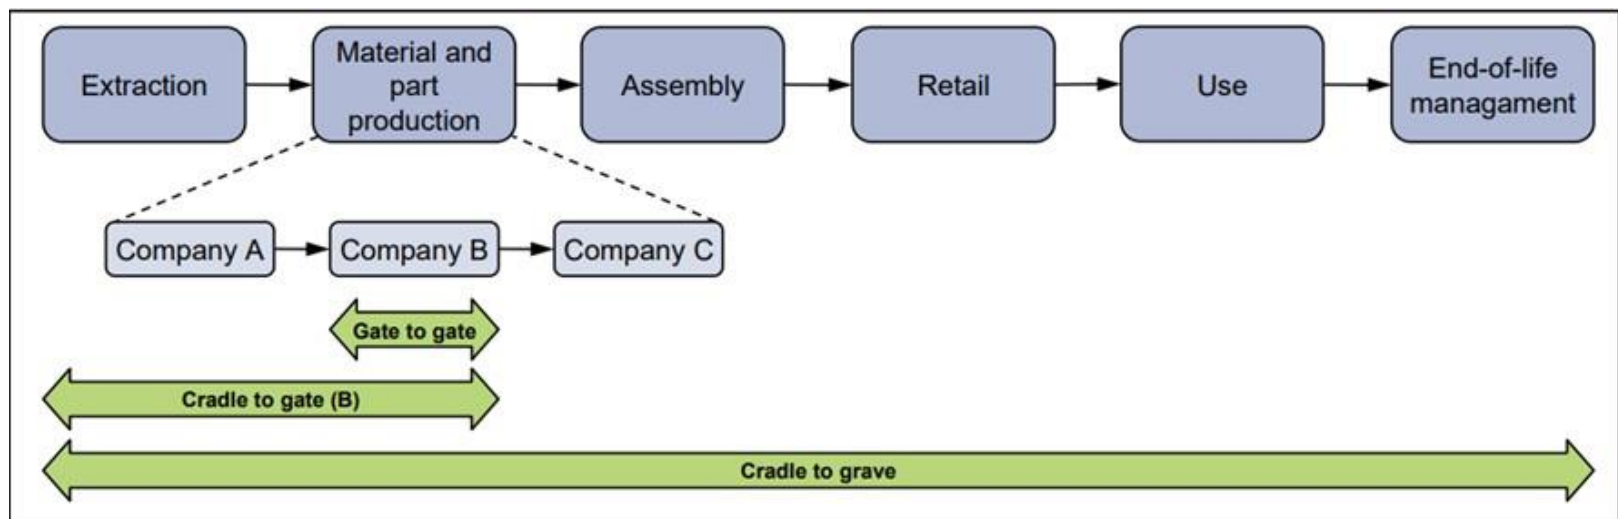 Extraction
Material and
part
production
Assembly
Retail
Use
End-of-life
managament
Company A
Company B
Company C
Gate to gate
Cradle to gate (B)
Cradle to grave